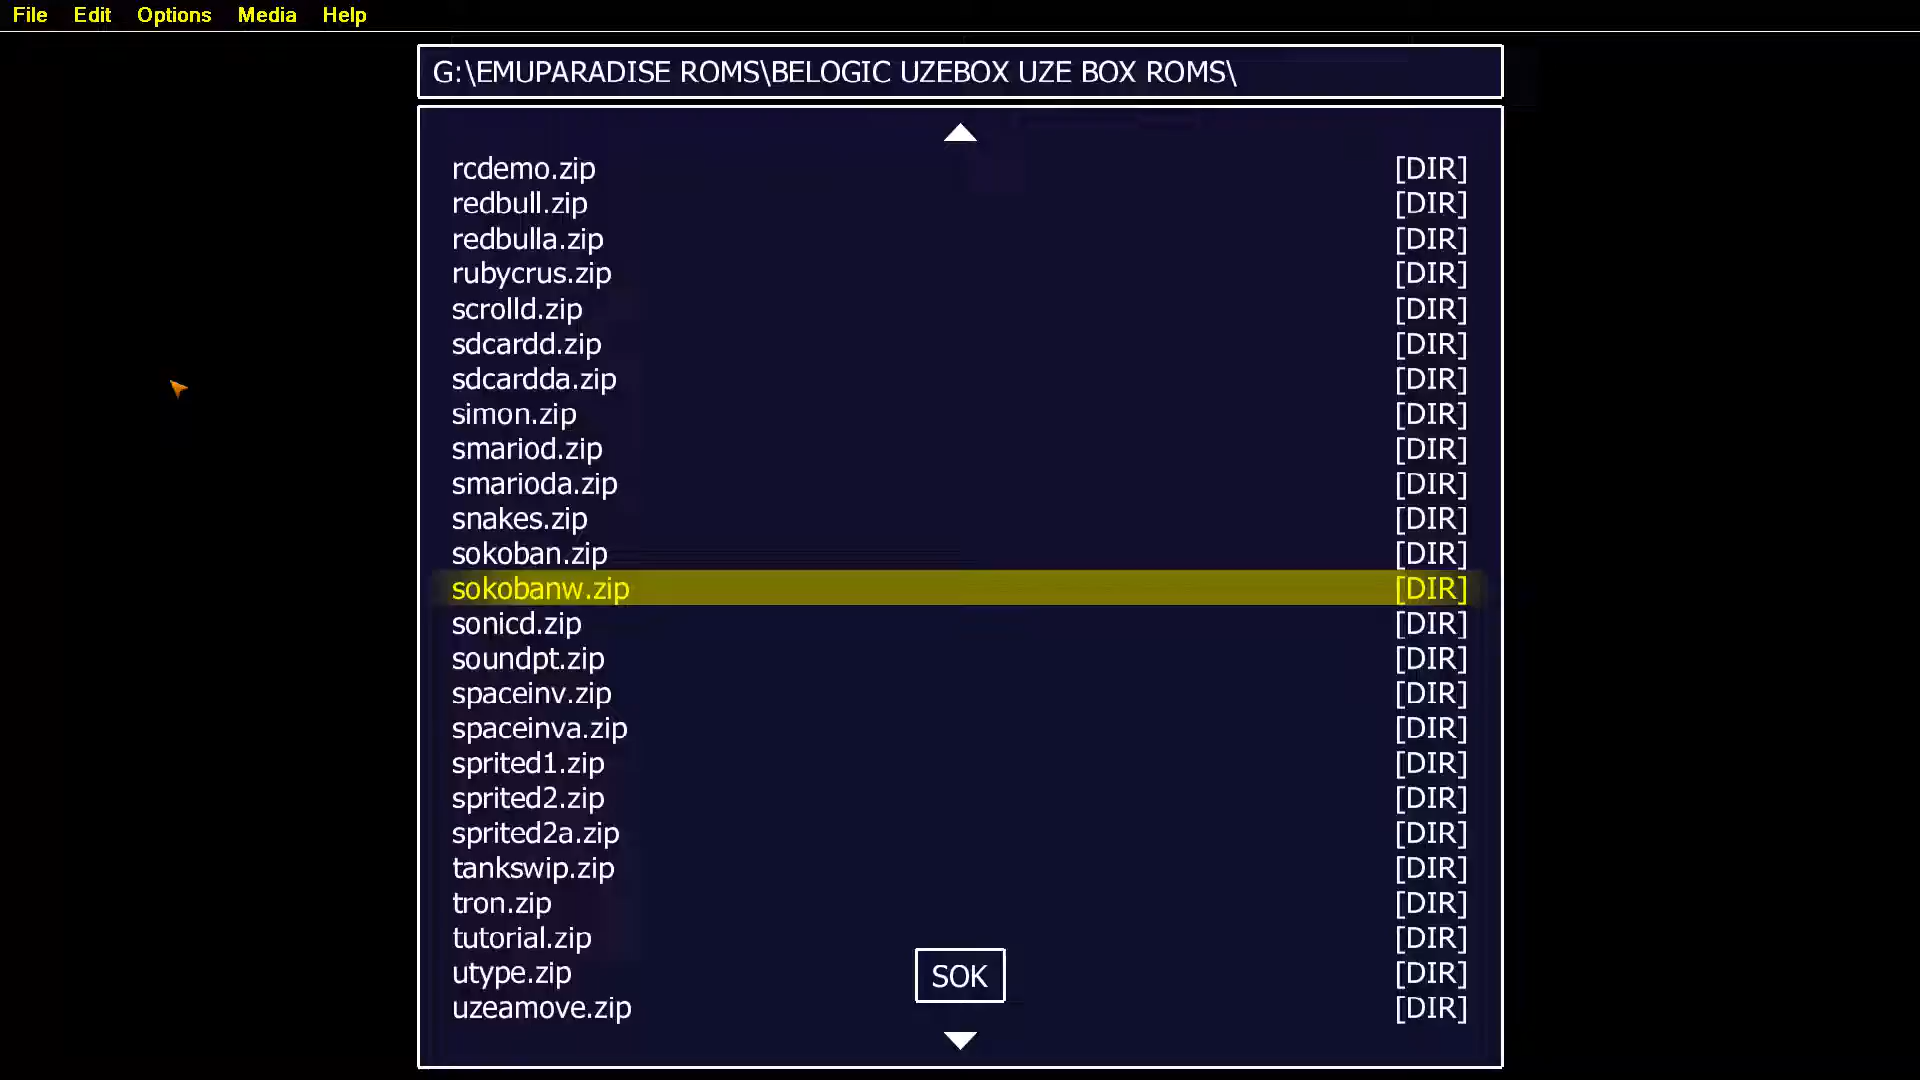 File Edit Options Media Help
G:\EMUPARADISE ROMS\BELOGIC UZEBOX UZE BOX ROMS\
rcdemo.zip [DIR]
redbull.zip [DIR]
redbulla.zip [DIR]
rubycrus.zip [DIR]
scrolld.zip [DIR]
sdcardd.zip [DIR]
sdcardda.zip [DIR]
simon.zip [DIR]
smariod.zip [DIR]
smarioda.zip [DIR]
snakes.zip [DIR]
sokoban.zip [DIR]
sokobanw.zip [DIR]
sonicd.zip [DIR]
soundpt.zip [DIR]
spaceinv.zip [DIR]
spaceinva.zip [DIR]
sprited1.zip [DIR]
sprited2.zip [DIR]
sprited2a.zip [DIR]
tankswip.zip [DIR]
tron.zip [DIR]
tutorial.zip [DIR]
utype.zip [DIR]
SOK
uzeamove.zip [DIR]